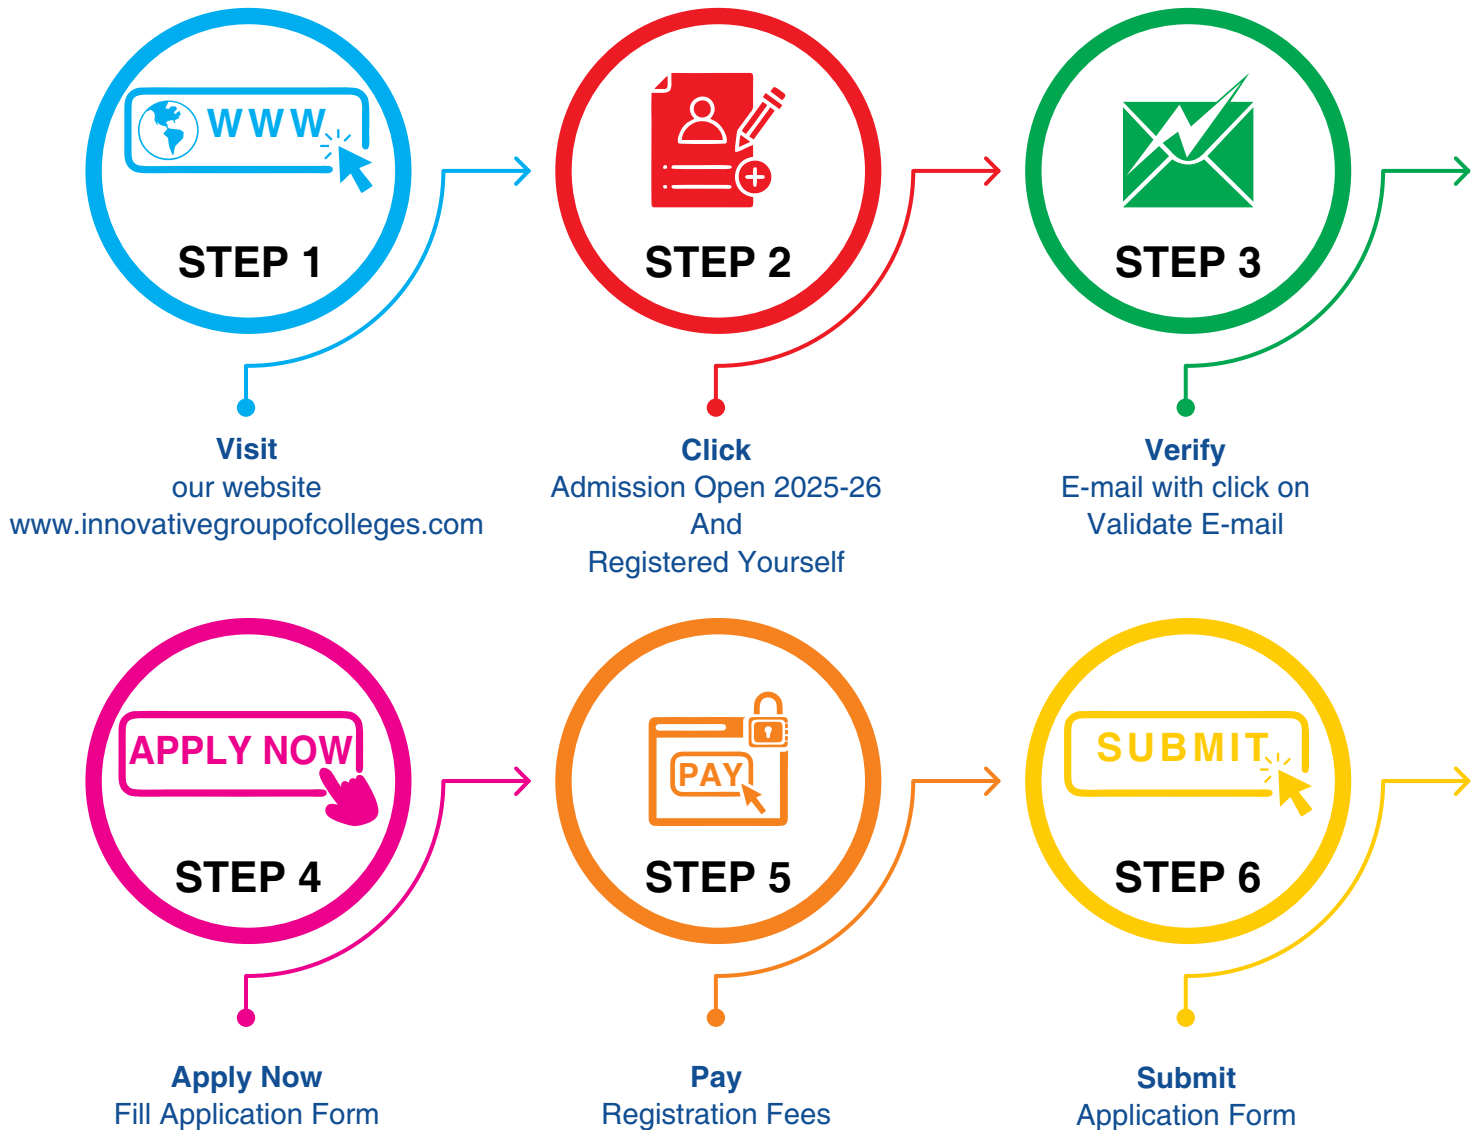 WWW
STEP 1
Visit
our website
www.innovativegroupofcolleges.com
STEP 2
Click
Admission Open 2025-26
And
Registered Yourself
STEP 3
Verify
E-mail with click on
Validate E-mail
APPLY NOW
STEP 4
Apply Now
Fill Application Form
PAY
STEP 5
Pay
Registration Fees
SUBMIT
STEP 6
Submit
Application Form